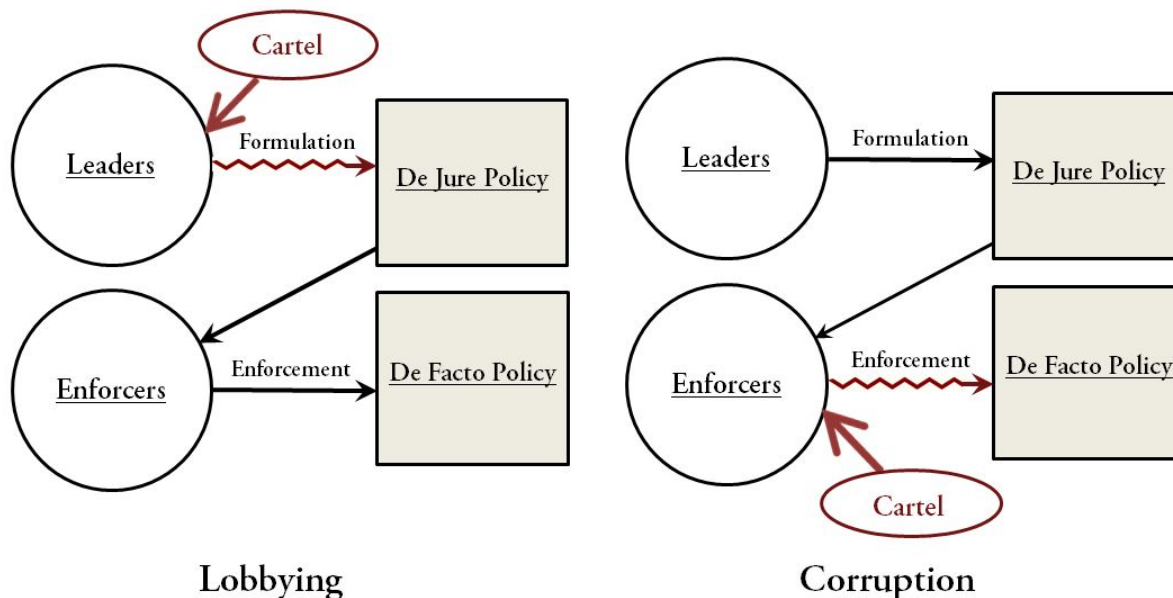 Cartel
Formulation
Leaders
De Jure Policy
Enforcement
Enforcers
De Facto Policy
Lobbying
Formulation
Leaders
De Jure Policy
Enforcement
Enforcers
De Facto Policy
Cartel
Corruption